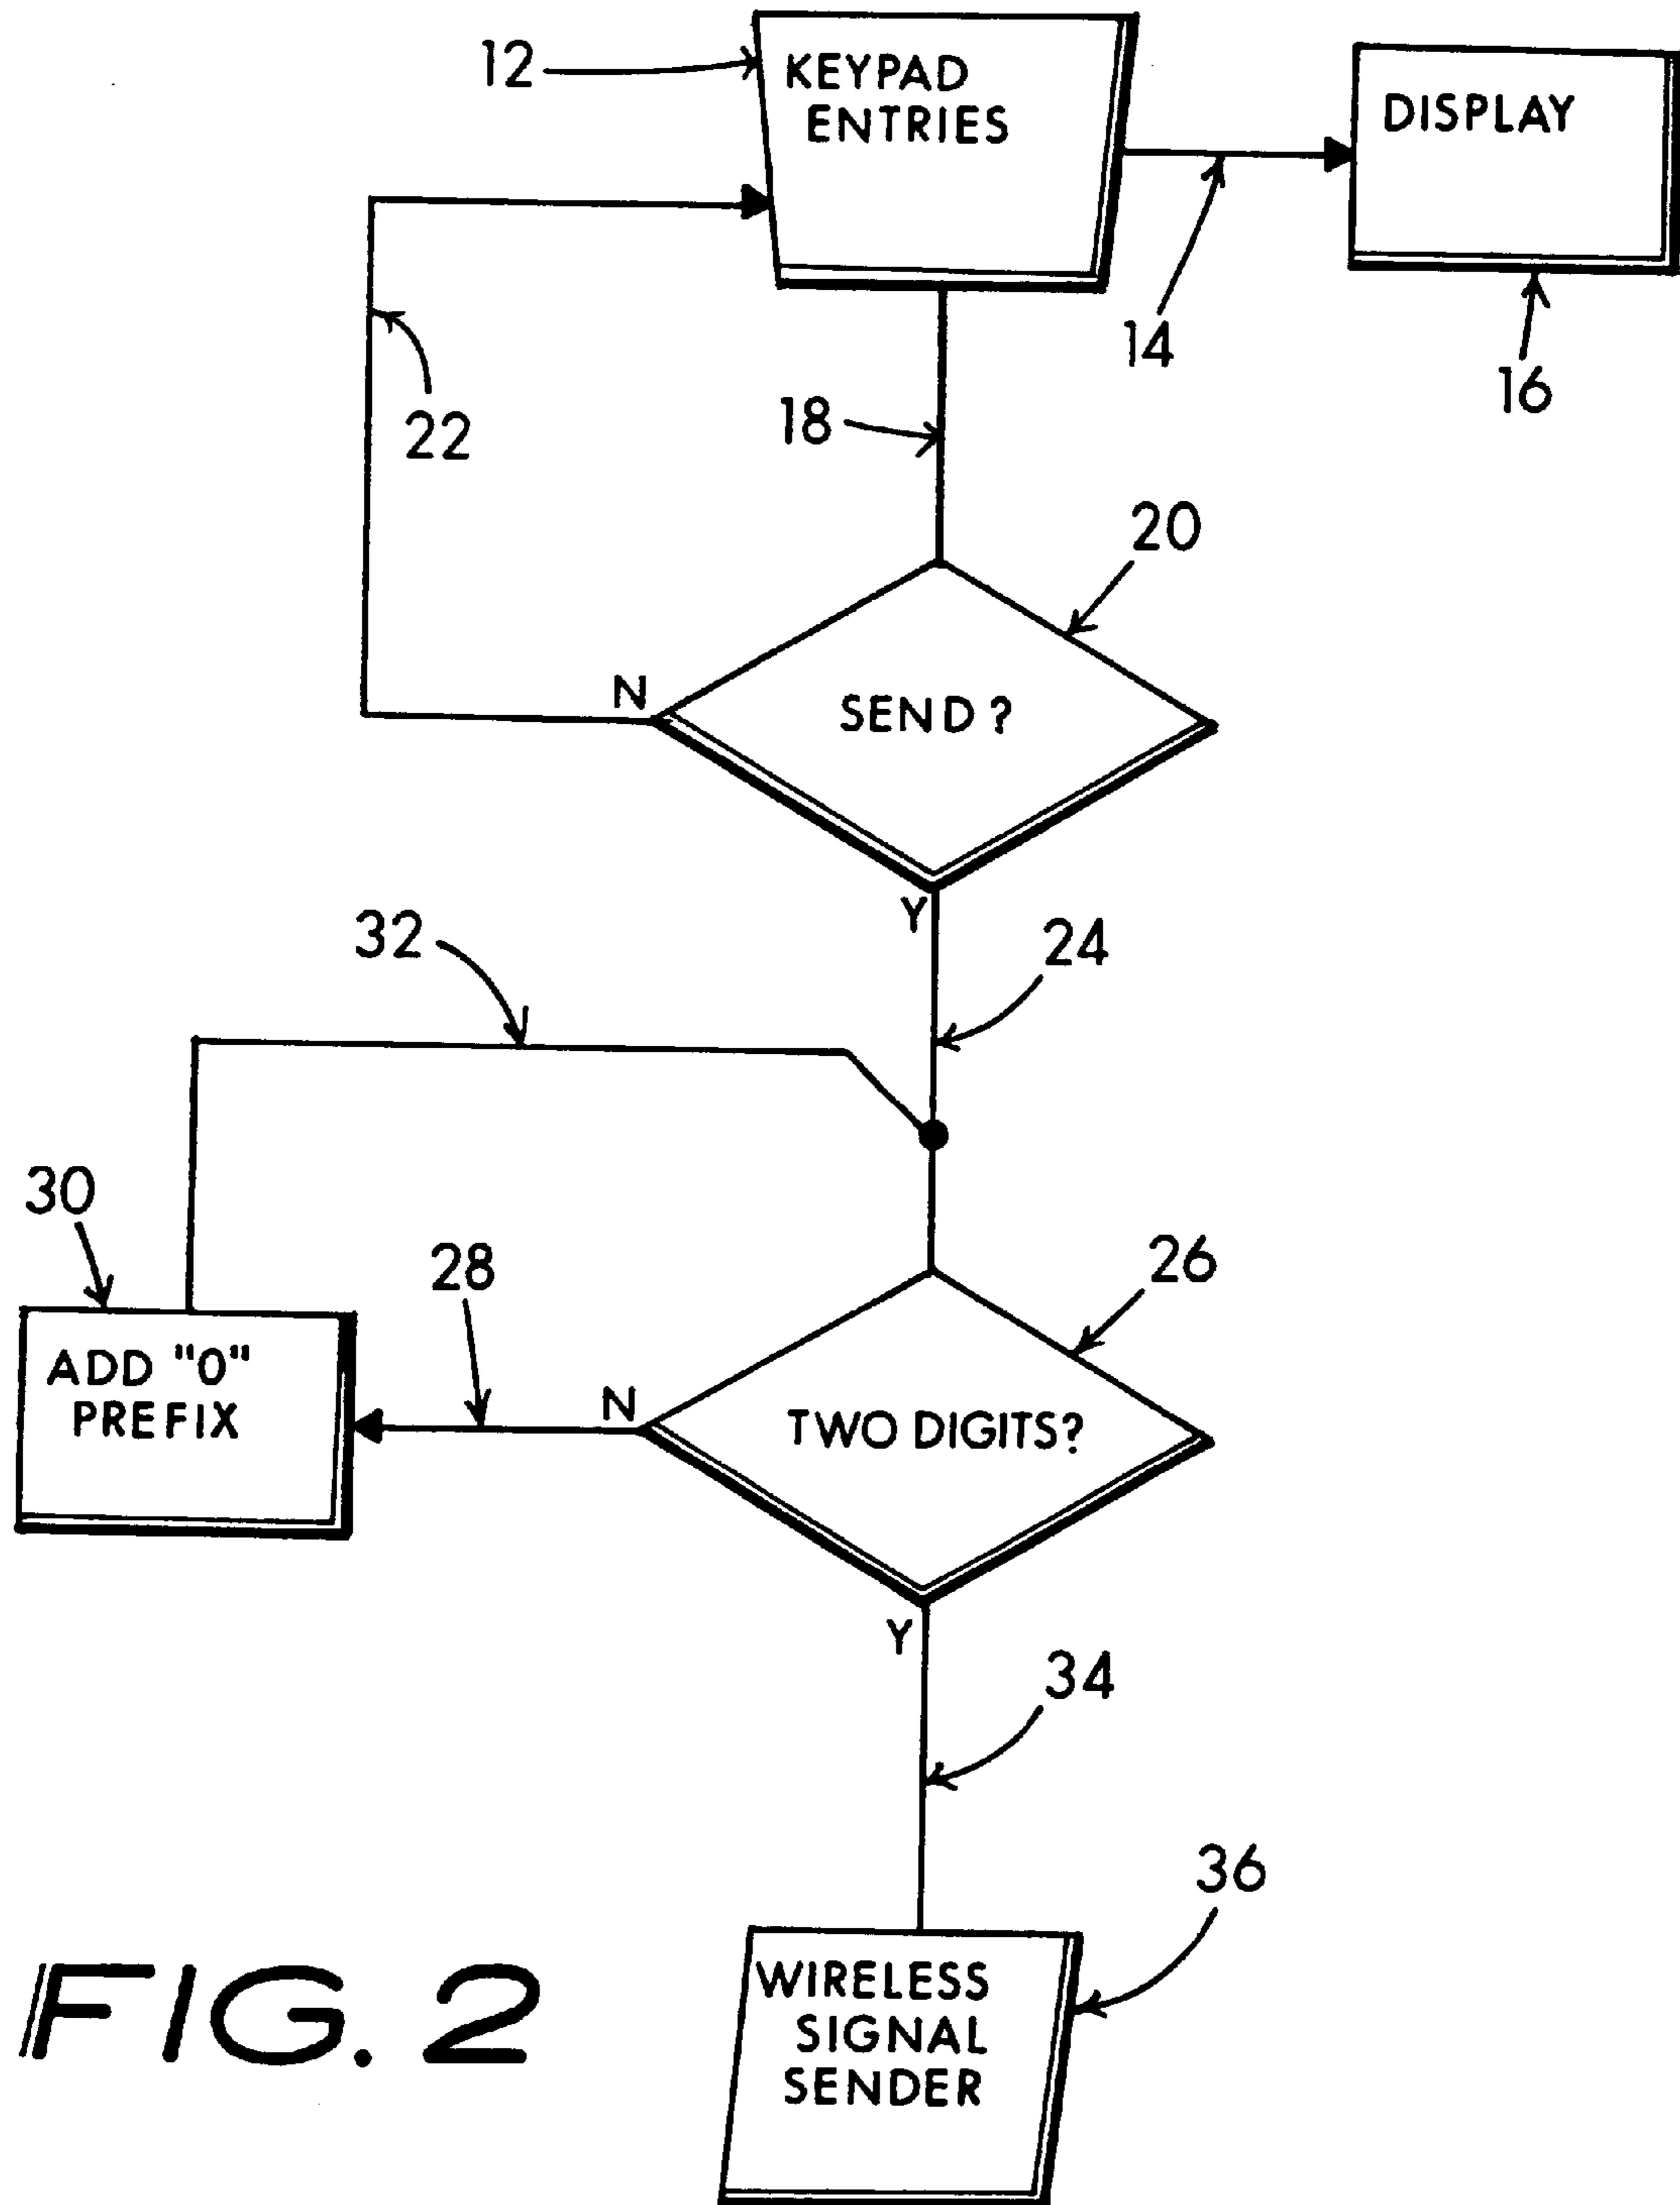 12
KEYPAD
ENTRIES
DISPLAY
14
16
22
18
20
N
SEND ?
Y
32
24
30
28
26
ADD "0"
PREFIX
N
TWO DIGITS?
Y
34
36
WIRELESS
SIGNAL
SENDER
FIG. 2